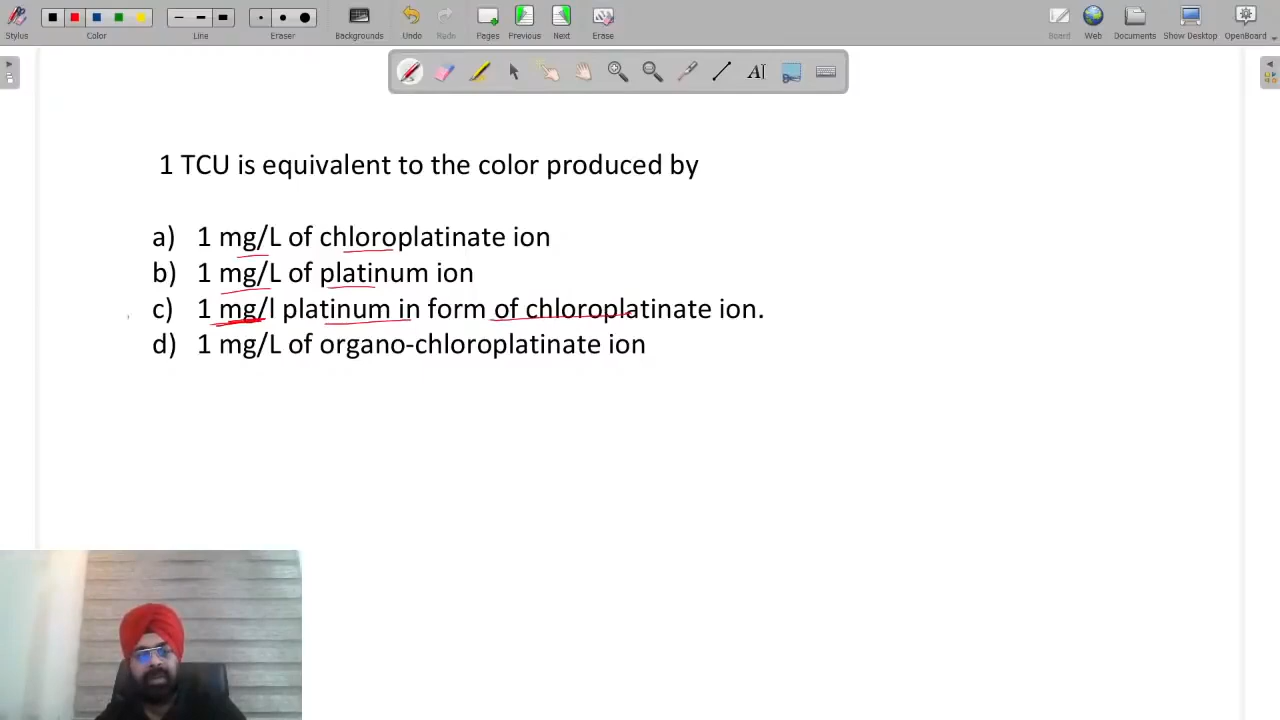 Stylus
Color
Line
Eraser
Backgrounds
Undo
Redo
Pages
Previous
Next
Erase
Board
Web
Documents
Show Desktop
OpenBoard
1 TCU is equivalent to the color produced by
a) 1 mg/L of chloroplatinate ion
b) 1 mg/L of platinum ion
c) 1 mg/l platinum in form of chloroplatinate ion.
d) 1 mg/L of organo-chloroplatinate ion